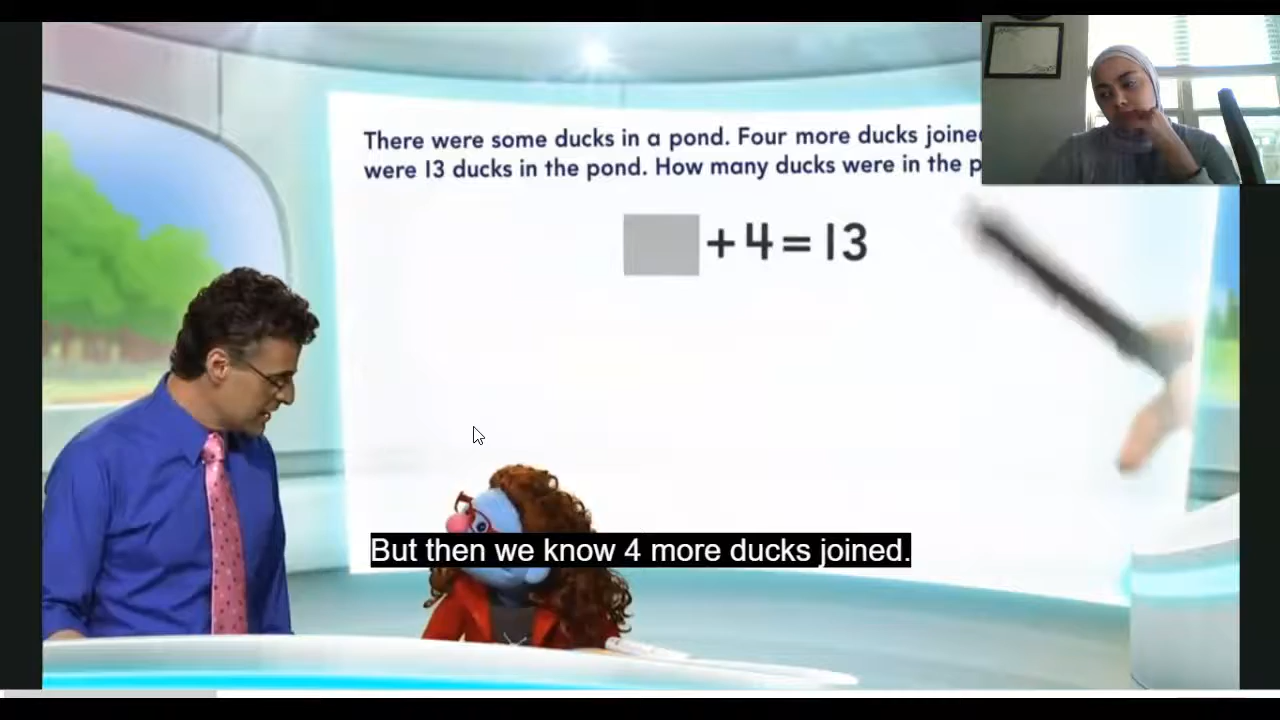 There were some ducks in a pond. Four more ducks
were 13 ducks in the pond. How many ducks were in the
+ 4 = 13
But then we know 4 more ducks joined.